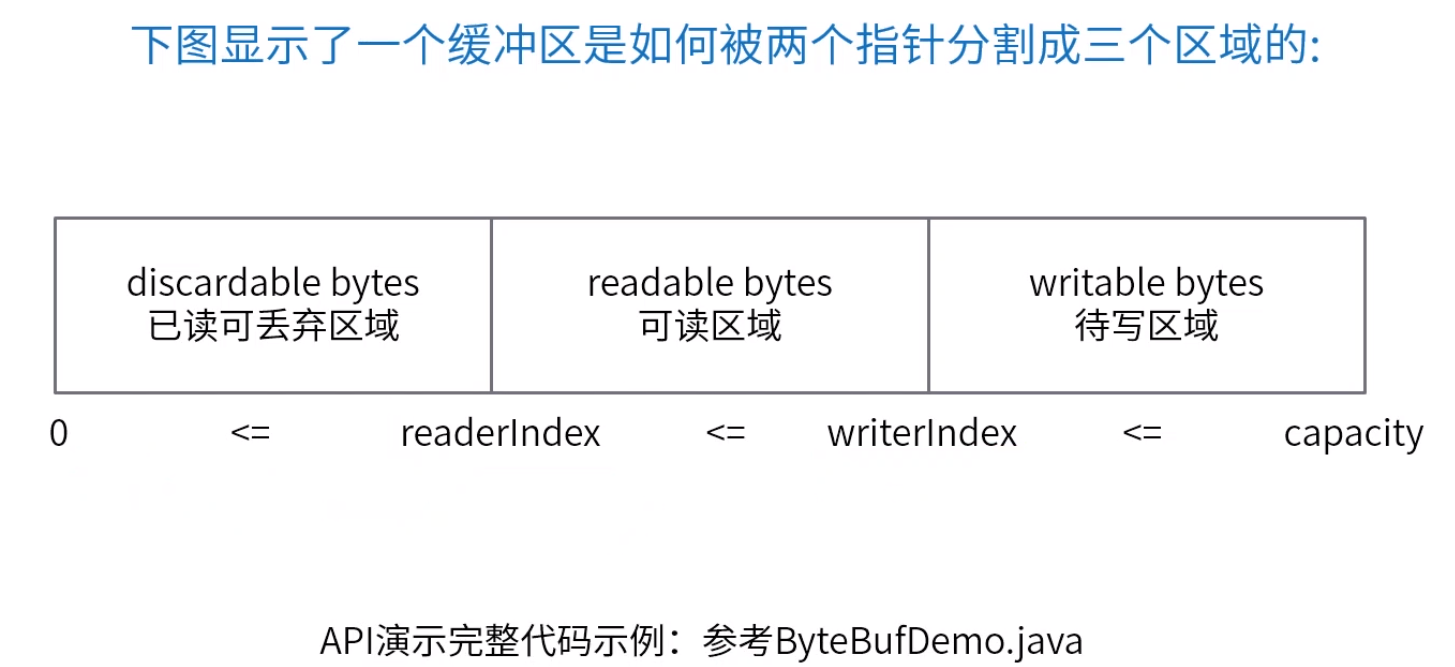 下图显示了一个缓冲区是如何被两个指针分割成三个区域的:
discardable bytes
已读可丢弃区域
readable bytes
可读区域
writable bytes
待写区域
0 <= readerIndex <= writerIndex <= capacity
API演示完整代码示例：参考ByteBufDemo.java